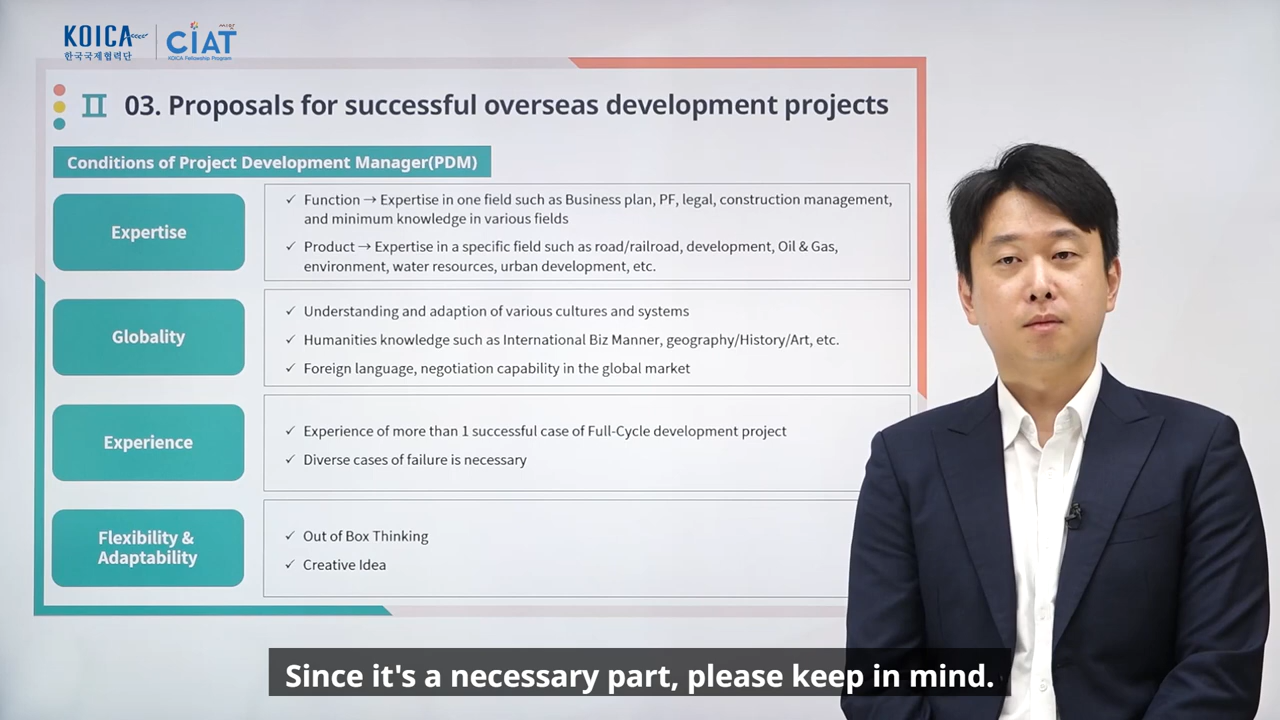 KOICA
한국국제협력단
CIAT
KOICA Fellowship Program
II 03. Proposals for successful overseas development projects
Conditions of Project Development Manager(PDM)
Expertise
✓ Function → Expertise in one field such as Business plan, PF, legal, construction management,
and minimum knowledge in various fields
✓ Product → Expertise in a specific field such as road/railroad, development, Oil & Gas,
environment, water resources, urban development, etc.
Globality
✓ Understanding and adaption of various cultures and systems
✓ Humanities knowledge such as International Biz Manner, geography/History/Art, etc.
✓ Foreign language, negotiation capability in the global market
Experience
✓ Experience of more than 1 successful case of Full-Cycle development project
✓ Diverse cases of failure is necessary
Flexibility &
Adaptability
✓ Out of Box Thinking
✓ Creative Idea
Since it's a necessary part, please keep in mind.